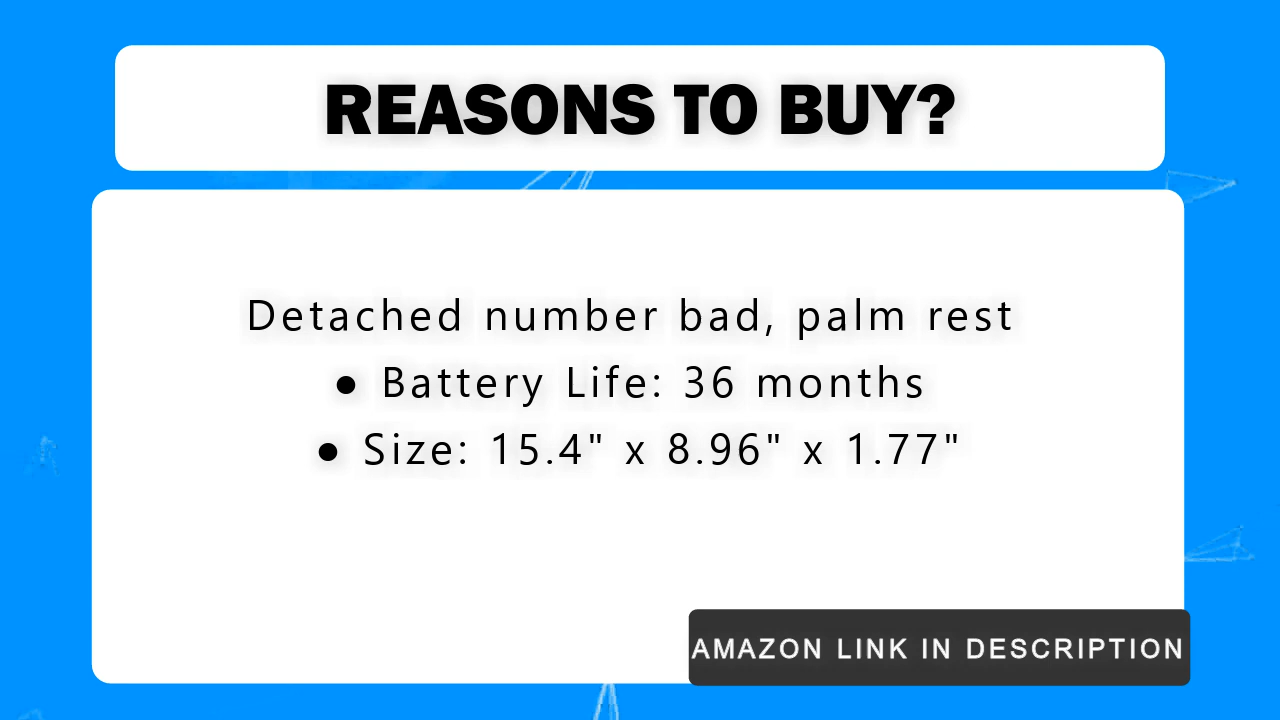 REASONS TO BUY?
Detached number bad, palm rest
● Battery Life: 36 months
● Size: 15.4" x 8.96" x 1.77"
AMAZON LINK IN DESCRIPTION